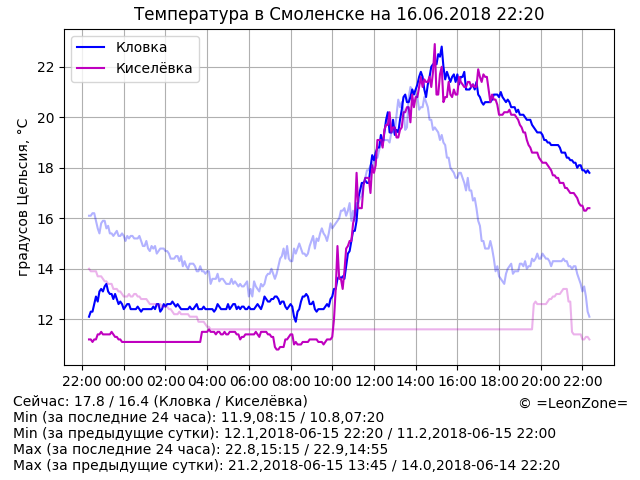 Температура в Смоленске на 16.06.2018 22:20
Кловка
Киселёвка
градусов Цельсия, °C
22
20
18
16
14
12
22:00 00:00 02:00 04:00 06:00 08:00 10:00 12:00 14:00 16:00 18:00 20:00 22:00
Сейчас: 17.8 / 16.4 (Кловка / Киселёвка)
© =LeonZone=
Min (за последние 24 часа): 11.9,08:15 / 10.8,07:20
Min (за предыдущие сутки): 12.1,2018-06-15 22:20 / 11.2,2018-06-15 22:00
Max (за последние 24 часа): 22.8,15:15 / 22.9,14:55
Max (за предыдущие сутки): 21.2,2018-06-15 13:45 / 14.0,2018-06-14 22:20